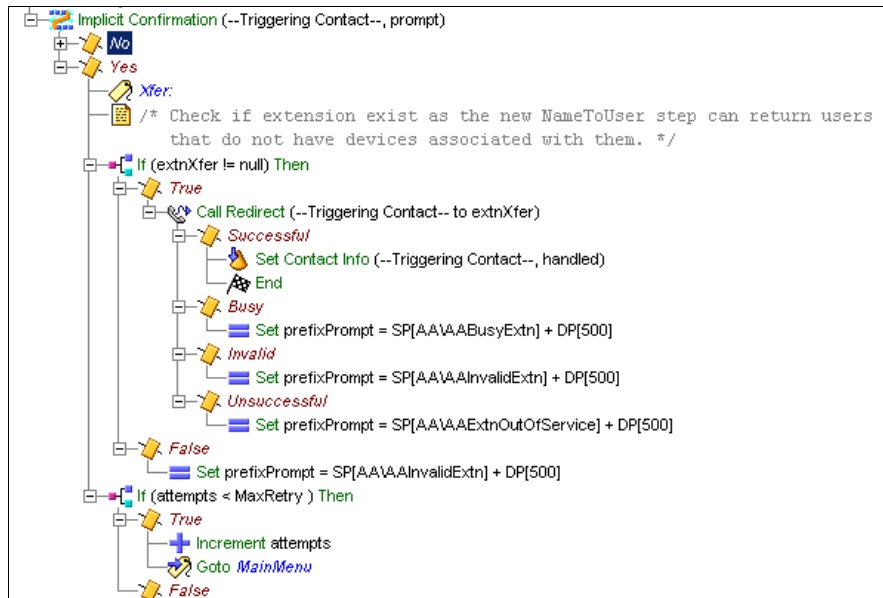 Implicit Confirmation (--Triggering Contact--, prompt)
No
Yes
Xfer:
/* Check if extension exist as the new NameToUser step can return users
that do not have devices associated with them. */
If (extnXfer != null) Then
True
Call Redirect (--Triggering Contact-- to extnXfer)
Successful
Set Contact Info (--Triggering Contact--, handled)
End
Busy
Set prefixPrompt = SP[AA\AABusyExtn] + DP[500]
Invalid
Set prefixPrompt = SP[AA\AAInvalidExtn] + DP[500]
Unsuccessful
Set prefixPrompt = SP[AA\AAExtnOutOfService] + DP[500]
False
Set prefixPrompt = SP[AA\AAInvalidExtn] + DP[500]
If (attempts < MaxRetry ) Then
True
Increment attempts
Goto MainMenu
False